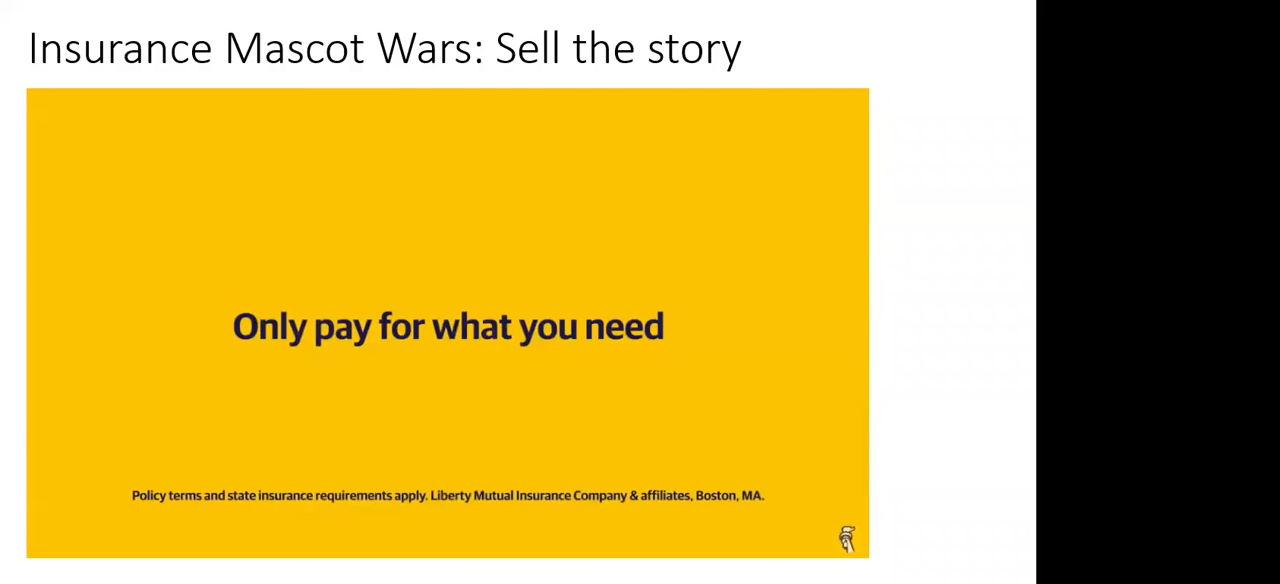 Insurance Mascot Wars: Sell the story
Only pay for what you need
Policy terms and state insurance requirements apply. Liberty Mutual Insurance Company & affiliates, Boston, MA.